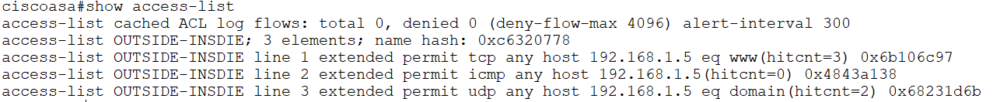 ciscoasa#show access-list
access-list cached ACL log flows: total 0, denied 0 (deny-flow-max 4096) alert-interval 300
access-list OUTSIDE-INSDIE; 3 elements; name hash: 0xc6320778
access-list OUTSIDE-INSDIE line 1 extended permit tcp any host 192.168.1.5 eq www(hitcnt=3) 0x6b106c97
access-list OUTSIDE-INSDIE line 2 extended permit icmp any host 192.168.1.5(hitcnt=0) 0x4843a138
access-list OUTSIDE-INSDIE line 3 extended permit udp any host 192.168.1.5 eq domain(hitcnt=2) 0x68231d6b